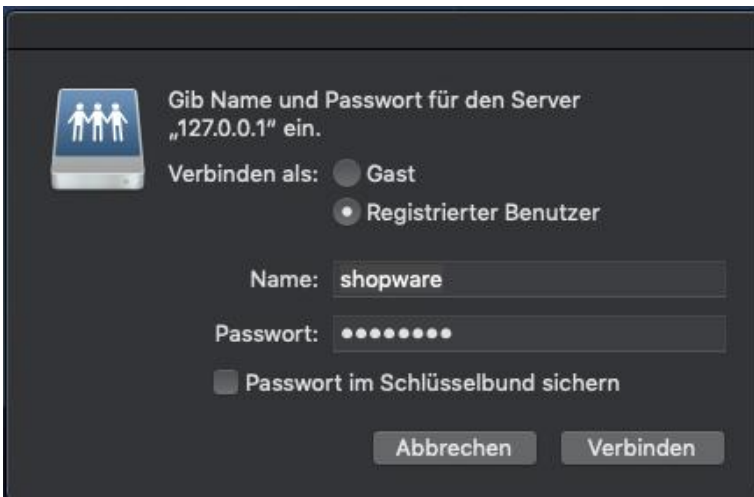 Gib Name und Passwort für den Server
„127.0.0.1“ ein.
Verbinden als: Gast
Registrierter Benutzer
Name: shopware
Passwort: ●●●●●●●●
Passwort im Schlüsselbund sichern
Abbrechen Verbinden